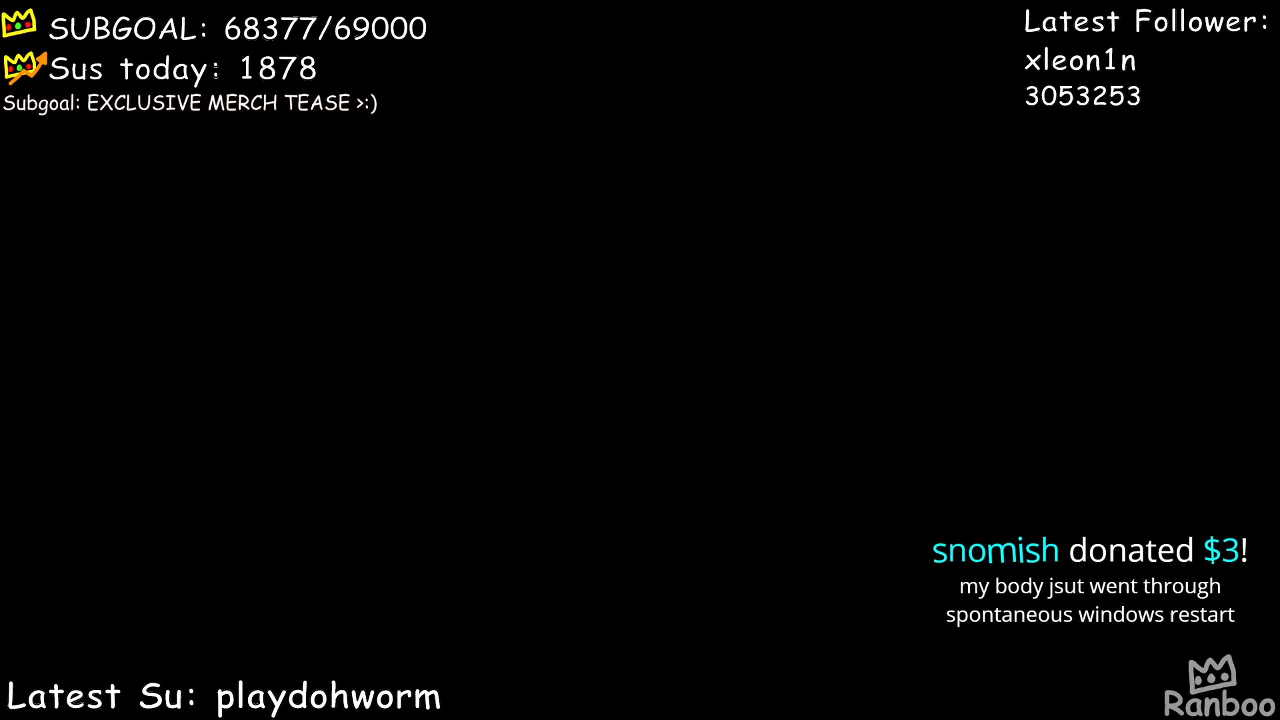 SUBGOAL: 68377/69000
Sus today: 1878
Subgoal: EXCLUSIVE MERCH TEASE >:)
Latest Follower:
xleon1n
3053253
snomish donated $3!
my body jsut went through
spontaneous windows restart
Latest Su: playdohworm
Ranboo